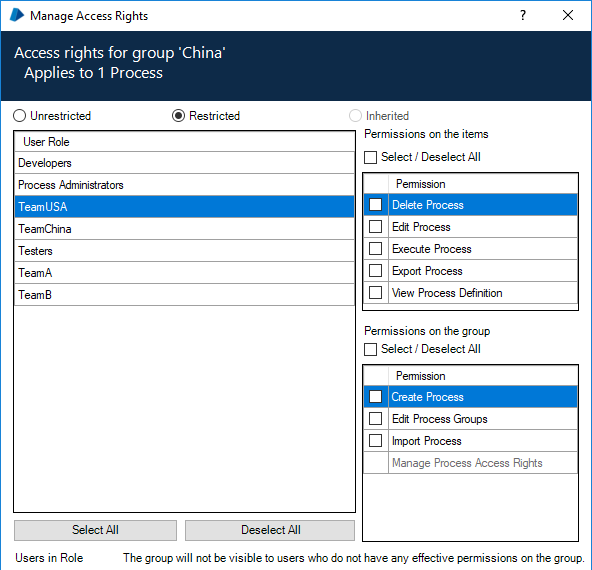 Manage Access Rights
?
Access rights for group 'China'
Applies to 1 Process
Unrestricted
Restricted
Inherited
User Role
Developers
Process Administrators
TeamUSA
TeamChina
Testers
TeamA
TeamB
Permissions on the items
Select / Deselect All
Permission
Delete Process
Edit Process
Execute Process
Export Process
View Process Definition
Permissions on the group
Select / Deselect All
Permission
Create Process
Edit Process Groups
Import Process
Manage Process Access Rights
Select All
Deselect All
Users in Role
The group will not be visible to users who do not have any effective permissions on the group.